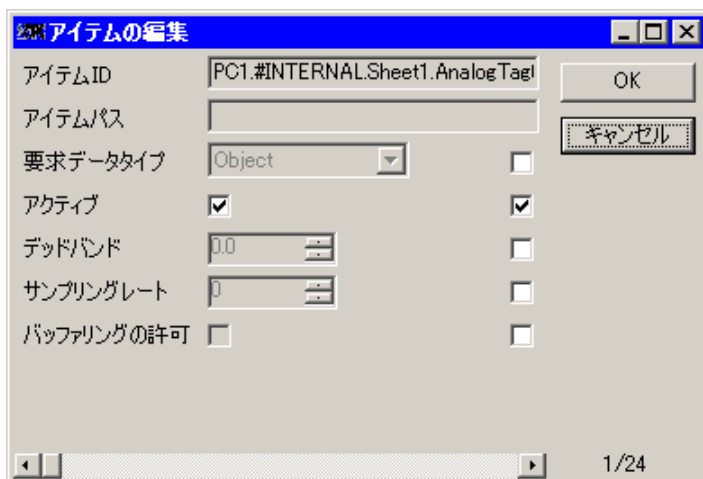 アイテムの編集
アイテムID
PC1.#INTERNAL.Sheet1.AnalogTag
OK
アイテムパス
キャンセル
要求データタイプ
Object
アクティブ
デッドバンド
0.0
サンプリングレート
0
バッファリングの許可
1/24